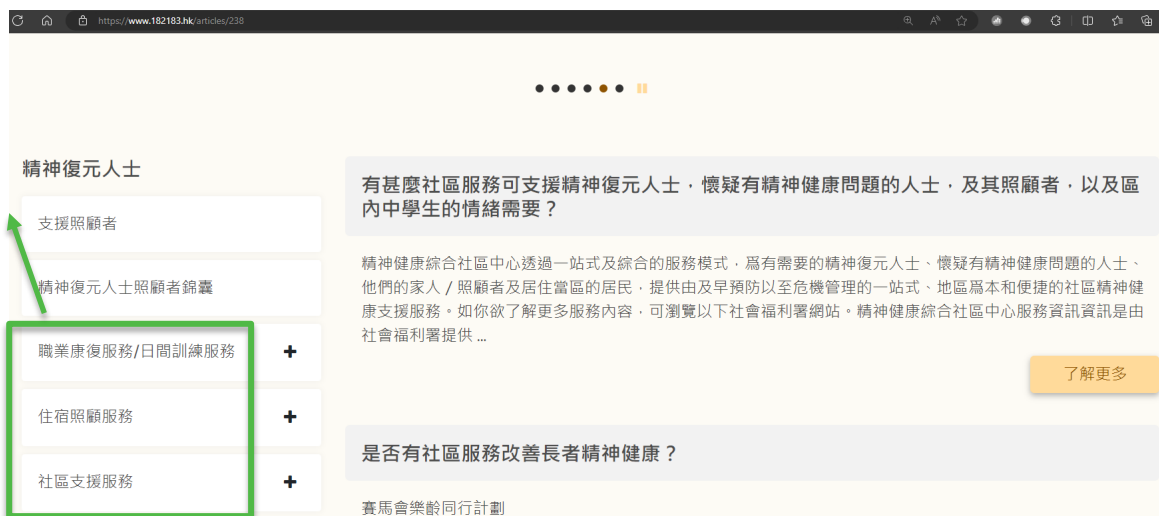 https://www.182183.hk/articles/238
精神復元人士
支援照顧者
精神復元人士照顧者錦囊
職業康復服務/日間訓練服務
住宿照顧服務
社區支援服務
有甚麼社區服務可支援精神復元人士，懷疑有精神健康問題的人士，及其照顧者，以及區
內中學生的情緒需要？
精神健康綜合社區中心透過一站式及綜合的服務模式，爲有需要的精神復元人士、懷疑有精神健康問題的人士、
他們的家人 / 照顧者及居住當區的居民，提供由及早預防以至危機管理的一站式、地區爲本和便捷的社區精神健
康支援服務。如你欲了解更多服務內容，可瀏覽以下社會福利署網站。精神健康綜合社區中心服務資訊資訊是由
社會福利署提供 ...
了解更多
是否有社區服務改善長者精神健康？
賽馬會樂齡同行計劃